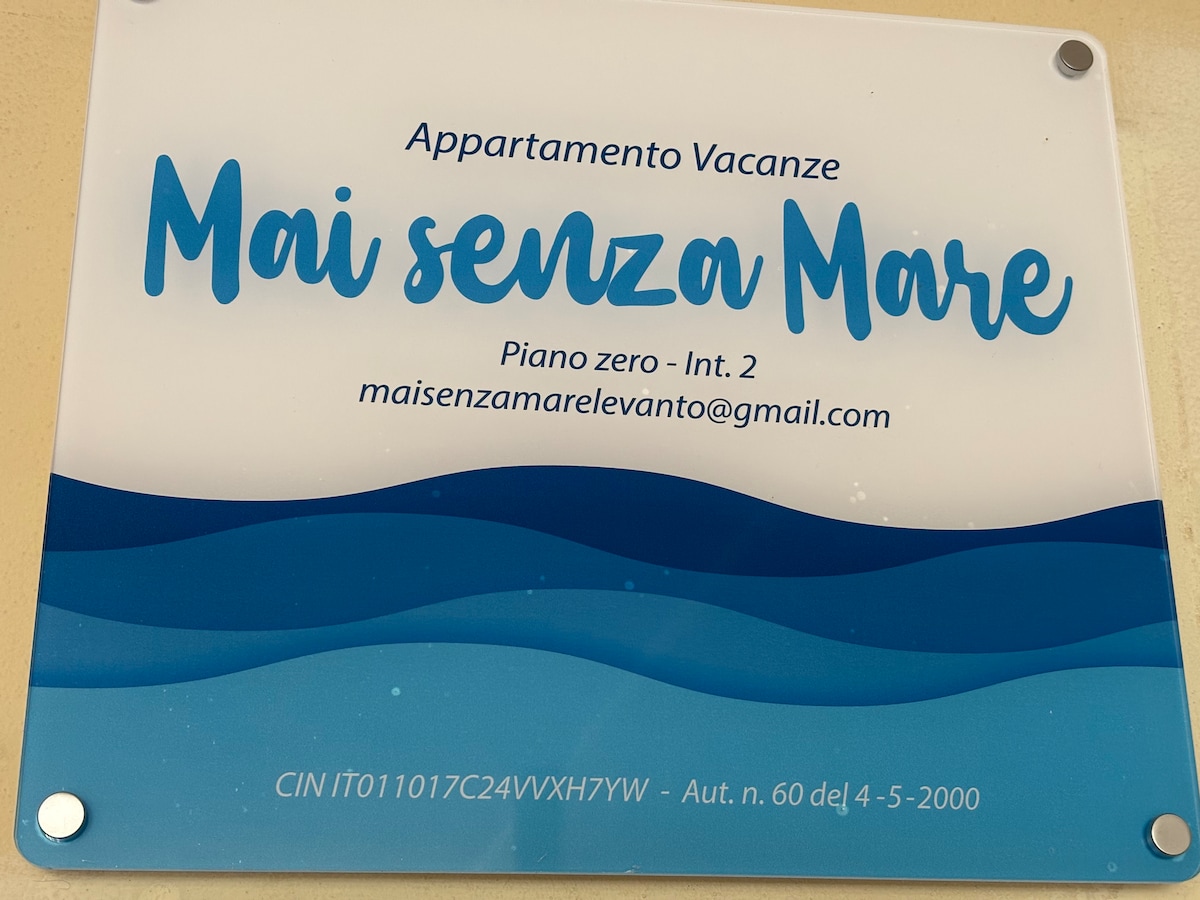 Appartamento Vacanze
Mai senza Mare
Piano zero - Int. 2
maisenzamarelevanto@gmail.com
CIN IT011017C24VVXH7YW - Aut. n. 60 del 4-5-2000